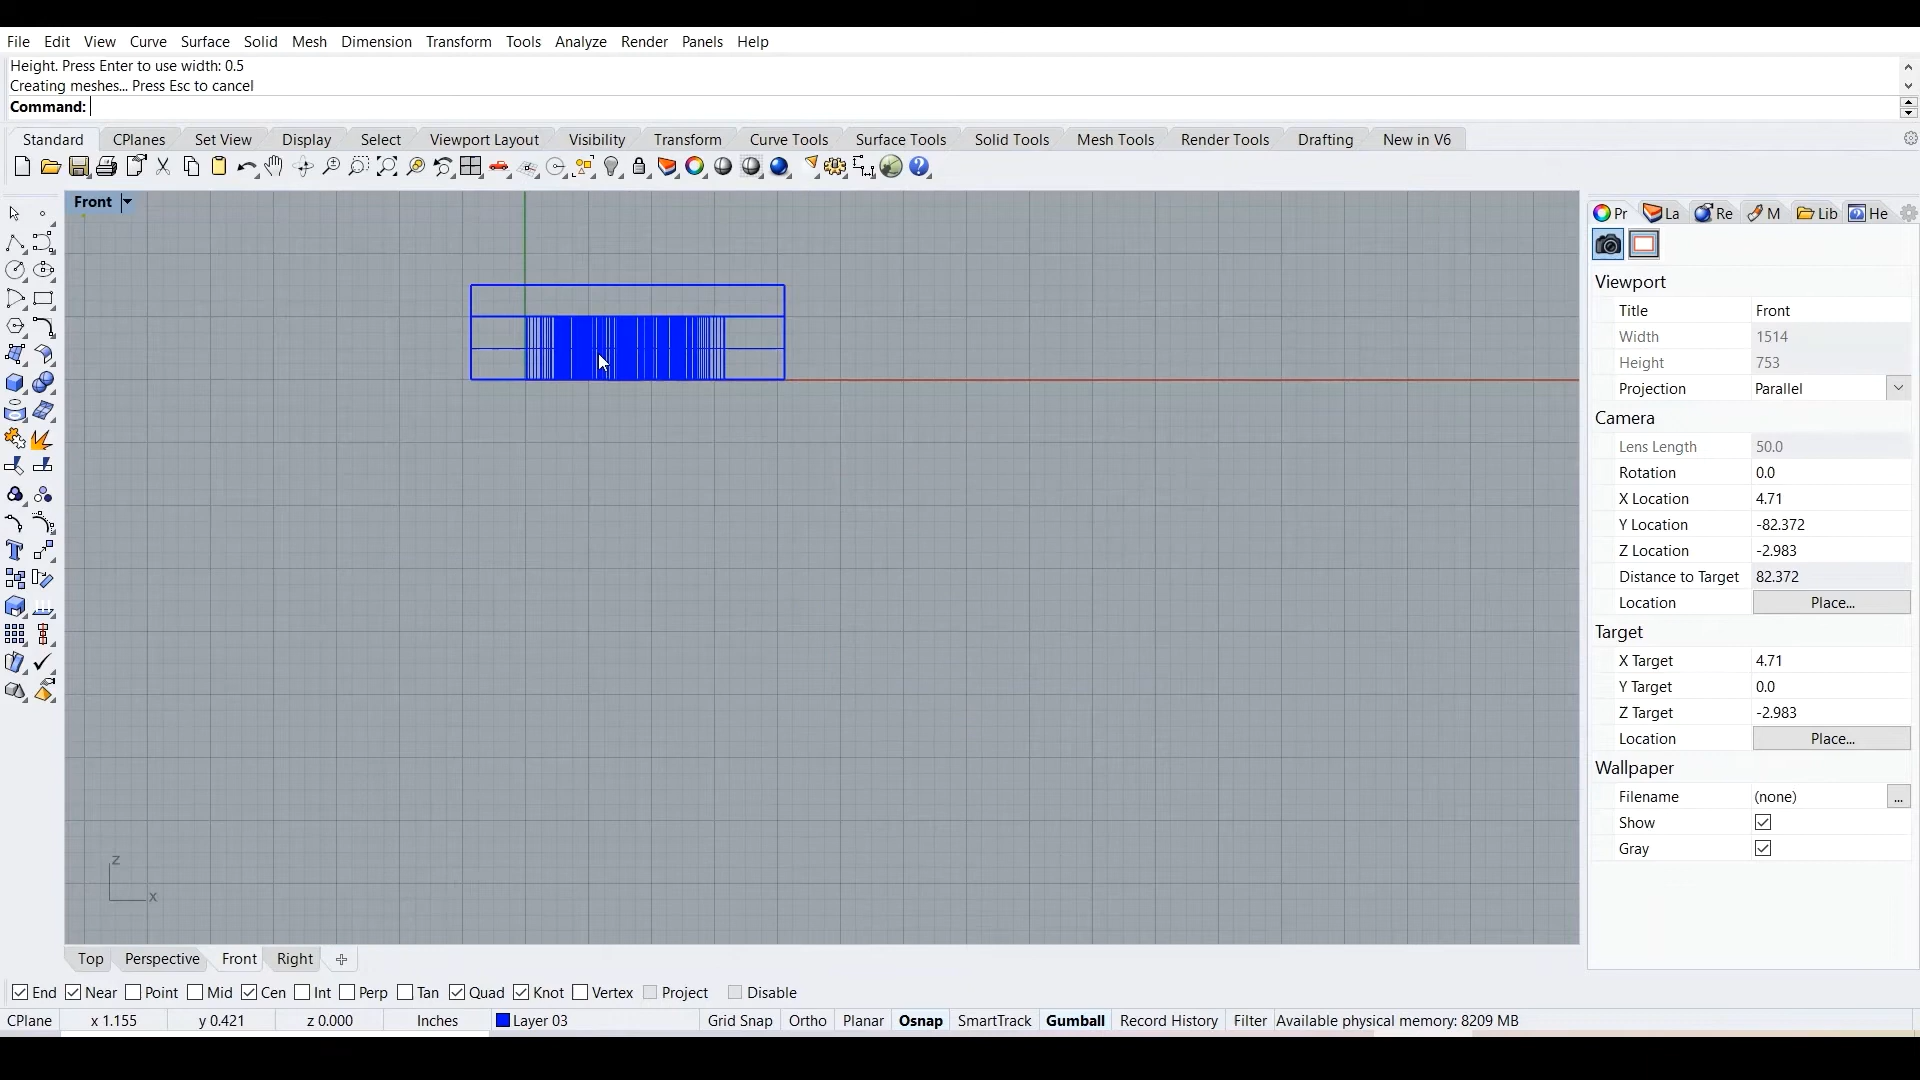 File Edit View Curve Surface Solid Mesh Dimension Transform Tools Analyze Render Panels Help
Height. Press Enter to use width: 0.5
Creating meshes... Press Esc to cancel
Command:
Standard CPlanes Set View Display Select Viewport Layout Visibility Transform Curve Tools Surface Tools Solid Tools Mesh Tools Render Tools Drafting New in V6
Front
Pr La Re M Lib He
Viewport
Title Front
Width 1514
Height 753
Projection Parallel
Camera
Lens Length 50.0
Rotation 0.0
X Location 4.71
Y Location -82.372
Z Location -2.983
Distance to Target 82.372
Location Place...
Target
X Target 4.71
Y Target 0.0
Z Target -2.983
Location Place...
Wallpaper
Filename (none) ...
Show
Gray
z
x
Top Perspective Front Right
End Near Point Mid Cen Int Perp Tan Quad Knot Vertex Project Disable
CPlane x 1.155 y 0.421 z 0.000 Inches Layer 03 Grid Snap Ortho Planar Osnap SmartTrack Gumball Record History Filter Available physical memory: 8209 MB